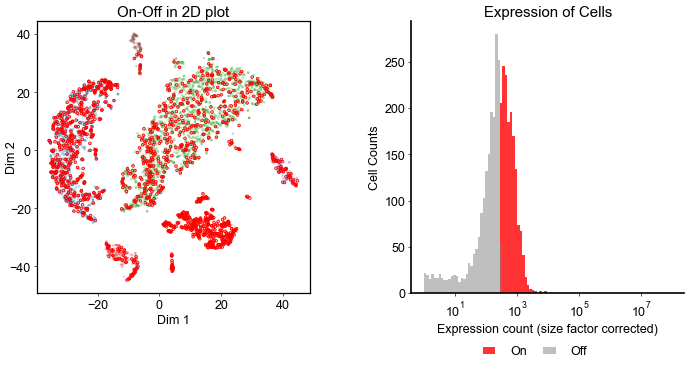 On-Off in 2D plot
40
20
0
−20
−40
Dim 2
−20 0 20 40
Dim 1
Expression of Cells
250
200
150
100
50
0
Cell Counts
10^1 10^3 10^5 10^7
Expression count (size factor corrected)
On Off